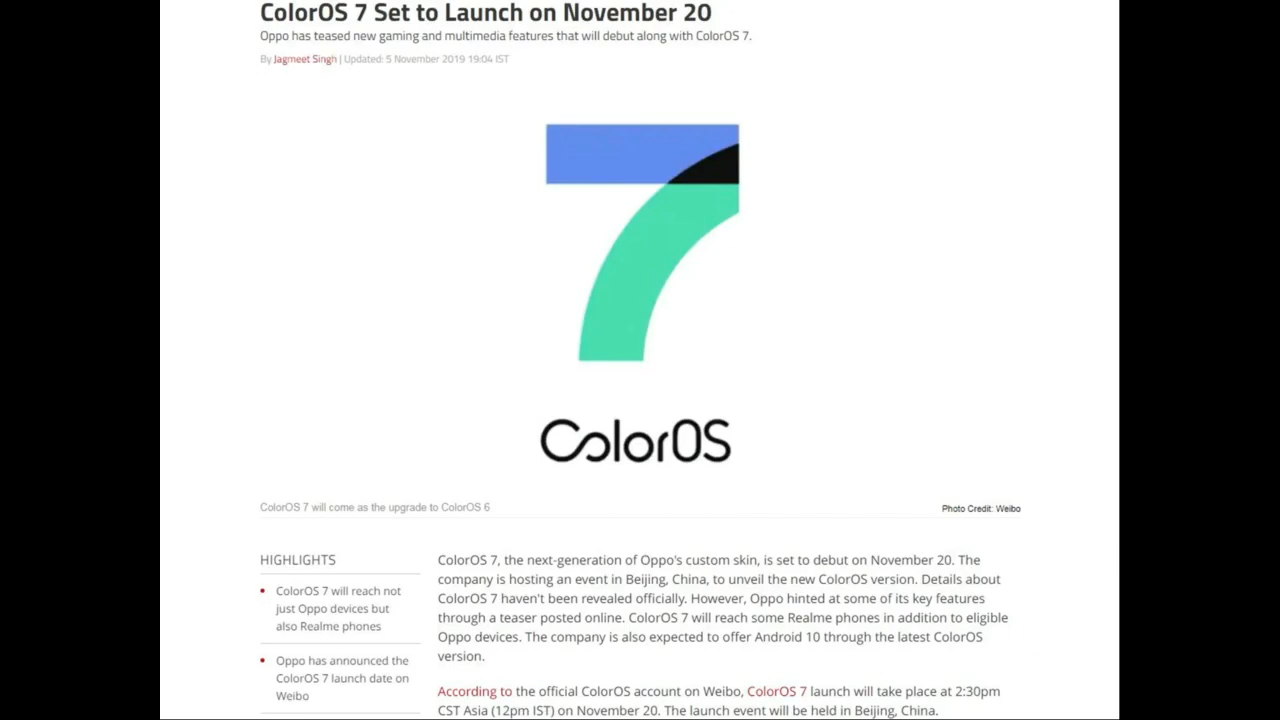 ColorOS 7 Set to Launch on November 20
Oppo has teased new gaming and multimedia features that will debut along with ColorOS 7.
By Jagmeet Singh | Updated: 5 November 2019 19:04 IST
ColorOS
ColorOS 7 will come as the upgrade to ColorOS 6
Photo Credit: Weibo
HIGHLIGHTS
ColorOS 7 will reach not
just Oppo devices but
also Realme phones
Oppo has announced the
ColorOS 7 launch date on
Weibo
ColorOS 7, the next-generation of Oppo's custom skin, is set to debut on November 20. The
company is hosting an event in Beijing, China, to unveil the new ColorOS version. Details about
ColorOS 7 haven't been revealed officially. However, Oppo hinted at some of its key features
through a teaser posted online. ColorOS 7 will reach some Realme phones in addition to eligible
Oppo devices. The company is also expected to offer Android 10 through the latest ColorOS
version.
According to the official ColorOS account on Weibo, ColorOS 7 launch will take place at 2:30pm
CST Asia (12pm IST) on November 20. The launch event will be held in Beijing, China.